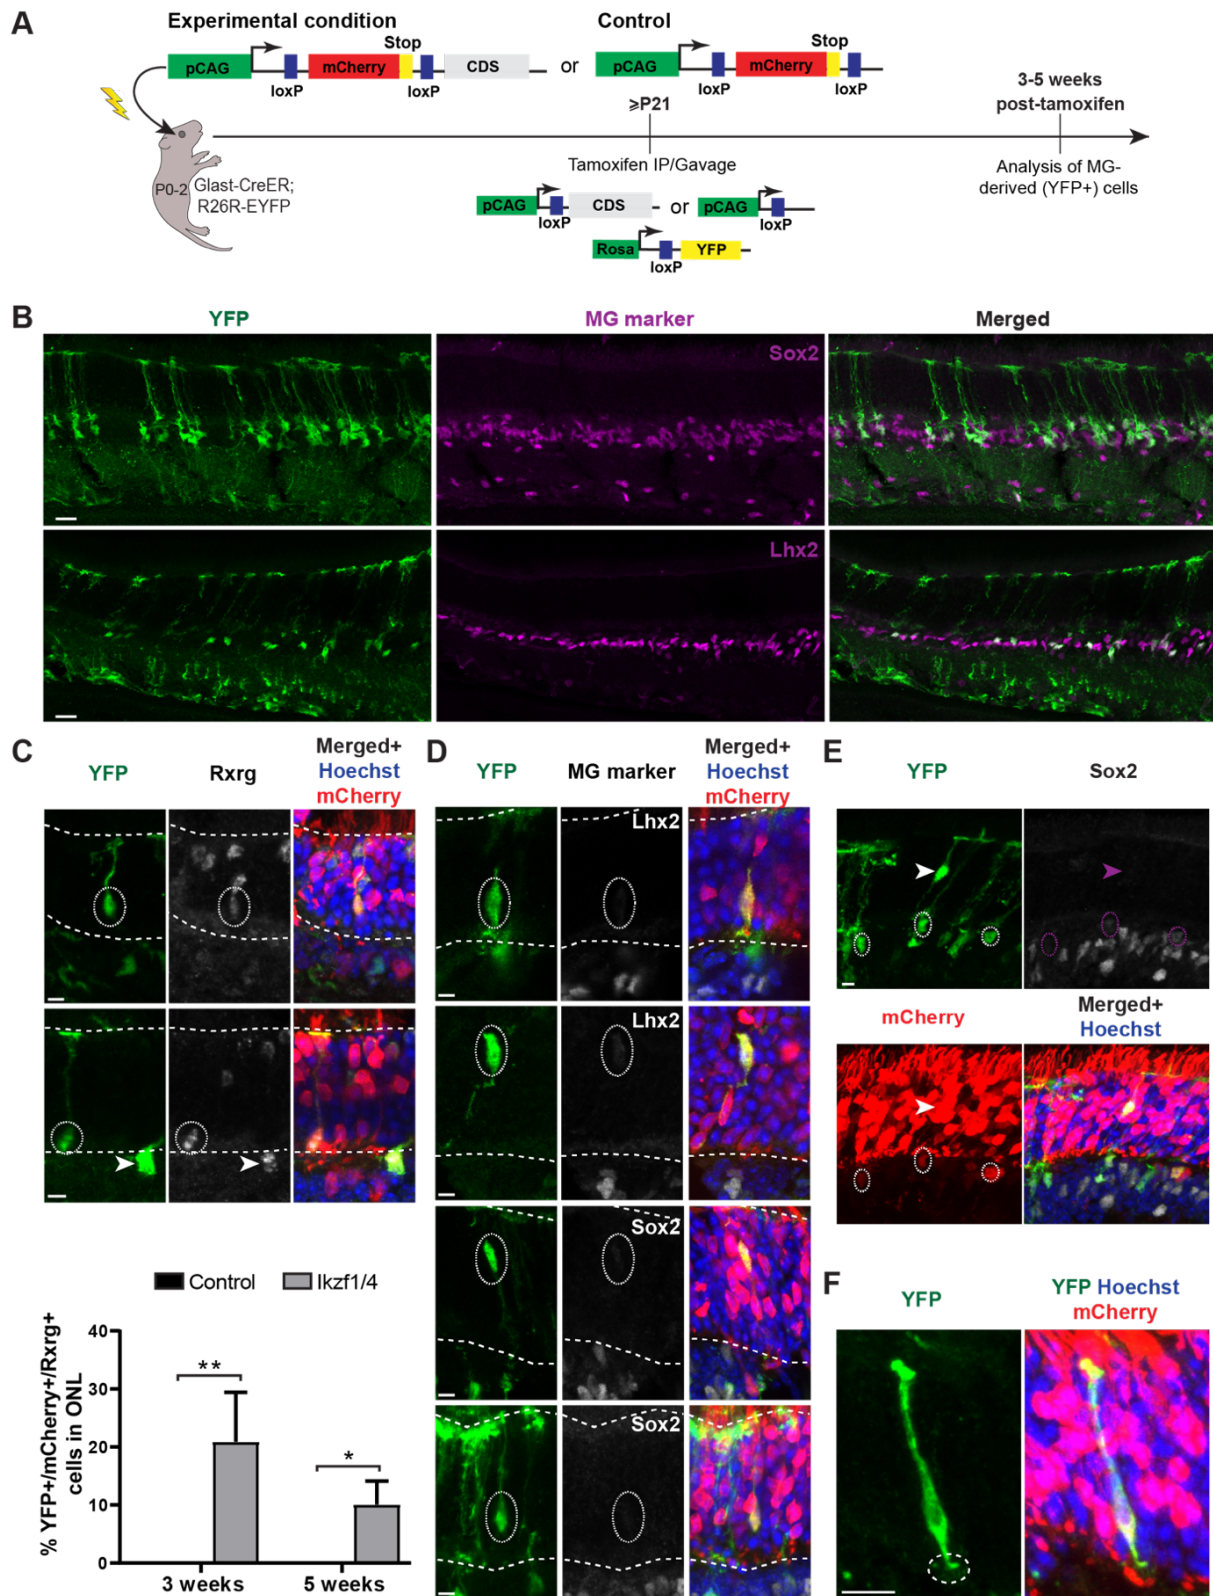 A
Experimental condition
Control
pCAG
loxP
mCherry
Stop
loxP
CDS
or
pCAG
loxP
mCherry
Stop
loxP
≥P21
3-5 weeks
post-tamoxifen
P0-2
Glast-CreER;
R26R-EYFP
Tamoxifen IP/Gavage
Analysis of MG-
derived (YFP+) cells
pCAG
loxP
CDS
or
pCAG
loxP
Rosa
loxP
YFP
B
YFP
MG marker
Merged
Sox2
Lhx2
C
YFP
Rxrg
Merged+
Hoechst
mCherry
Control
Ikzf1/4
% YFP+/mCherry+/Rxrg+
cells in ONL
40
30
20
10
0
**
*
3 weeks
5 weeks
D
YFP
MG marker
Merged+
Hoechst
mCherry
Lhx2
Lhx2
Sox2
Sox2
E
YFP
Sox2
mCherry
Merged+
Hoechst
F
YFP
YFP Hoechst
mCherry